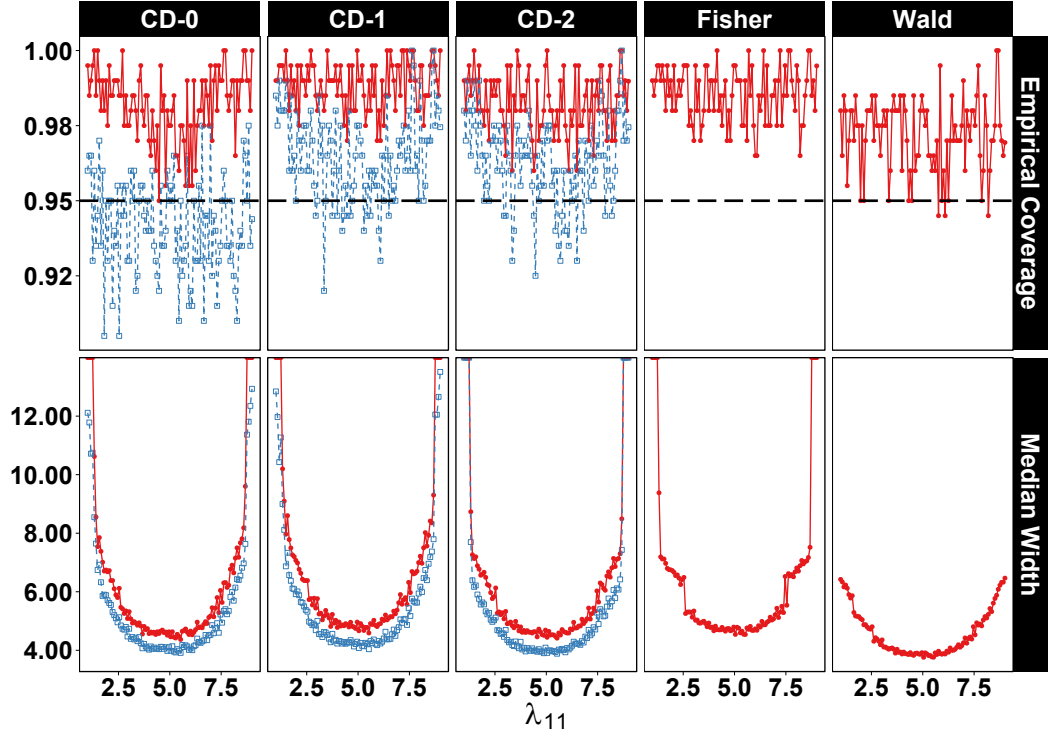 CD-0 CD-1 CD-2 Fisher Wald
1.00
0.98
0.95
0.92
Empirical Coverage
12.00
10.00
8.00
6.00
4.00
Median Width
2.5 5.0 7.5 2.5 5.0 7.5 2.5 5.0 7.5 2.5 5.0 7.5 2.5 5.0 7.5
λ₁₁